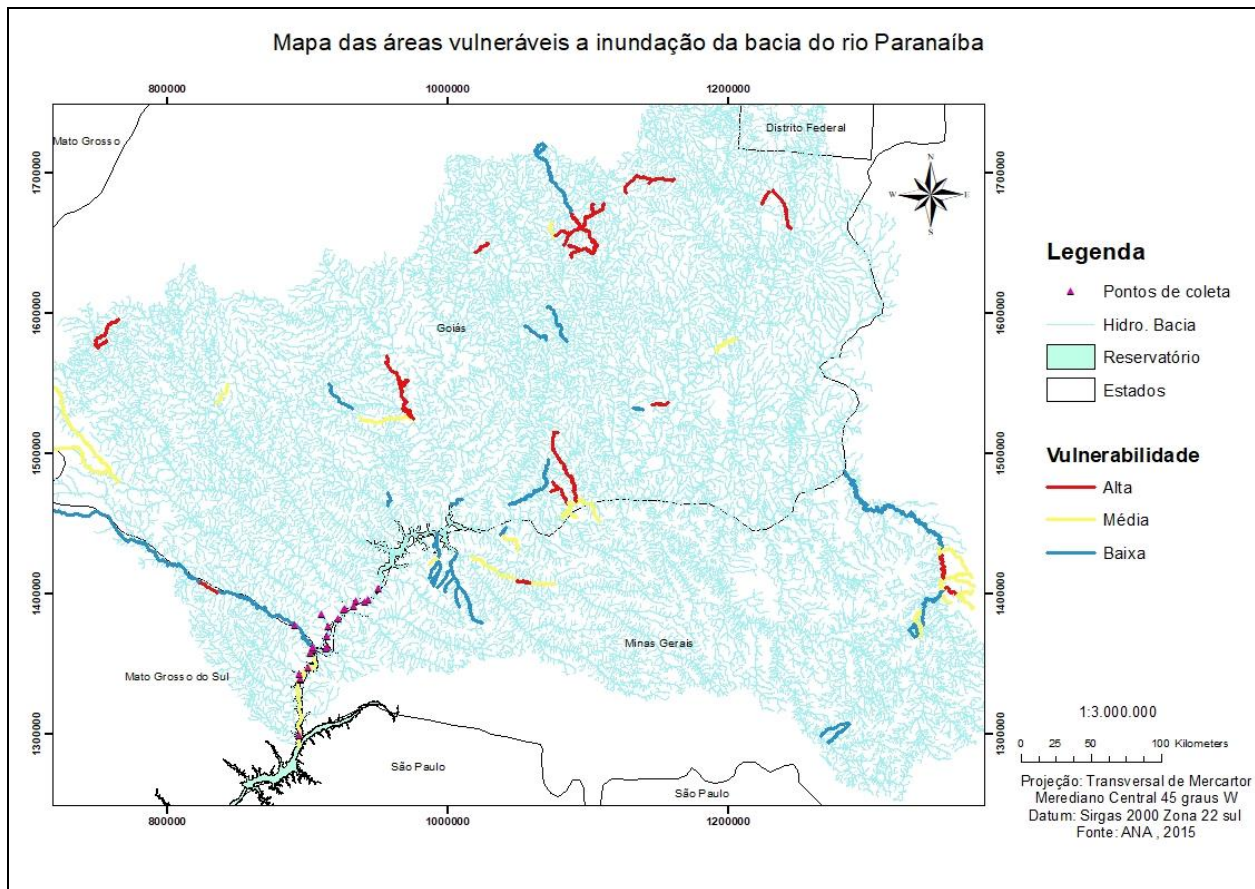 Mapa das áreas vulneráveis a inundação da bacia do rio Paranaíba
800000
1000000
1200000
Mato Grosso
Distrito Federal
1700000
1700000
N
W
E
S
Legenda
Pontos de coleta
1600000
Goiás
1600000
Hidro. Bacia
Reservatório
Estados
1500000
1500000
Vulnerabilidade
Alta
Média
Baixa
1400000
1400000
Minas Gerais
Mato Grosso do Sul
1300000
1300000
1:3.000.000
0 25 50 100 Kilometers
São Paulo
São Paulo
Projeção: Transversal de Mercartor
Merediano Central 45 graus W
Datum: Sirgas 2000 Zona 22 sul
Fonte: ANA , 2015
800000
1000000
1200000